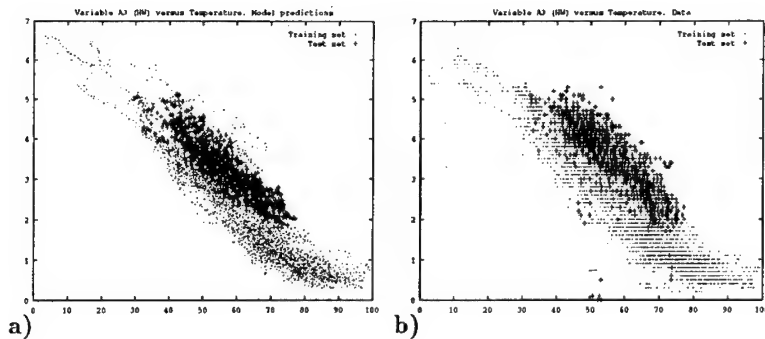 Variable A3 (HW) versus Temperature. Model predictions
Training set
Test set +
7
6
5
4
3
2
1
0
0 10 20 30 40 50 60 70 80 90 100
a)
Variable A3 (HW) versus Temperature. Data
Training set
Test set +
7
6
5
4
3
2
1
0
0 10 20 30 40 50 60 70 80 90 100
b)